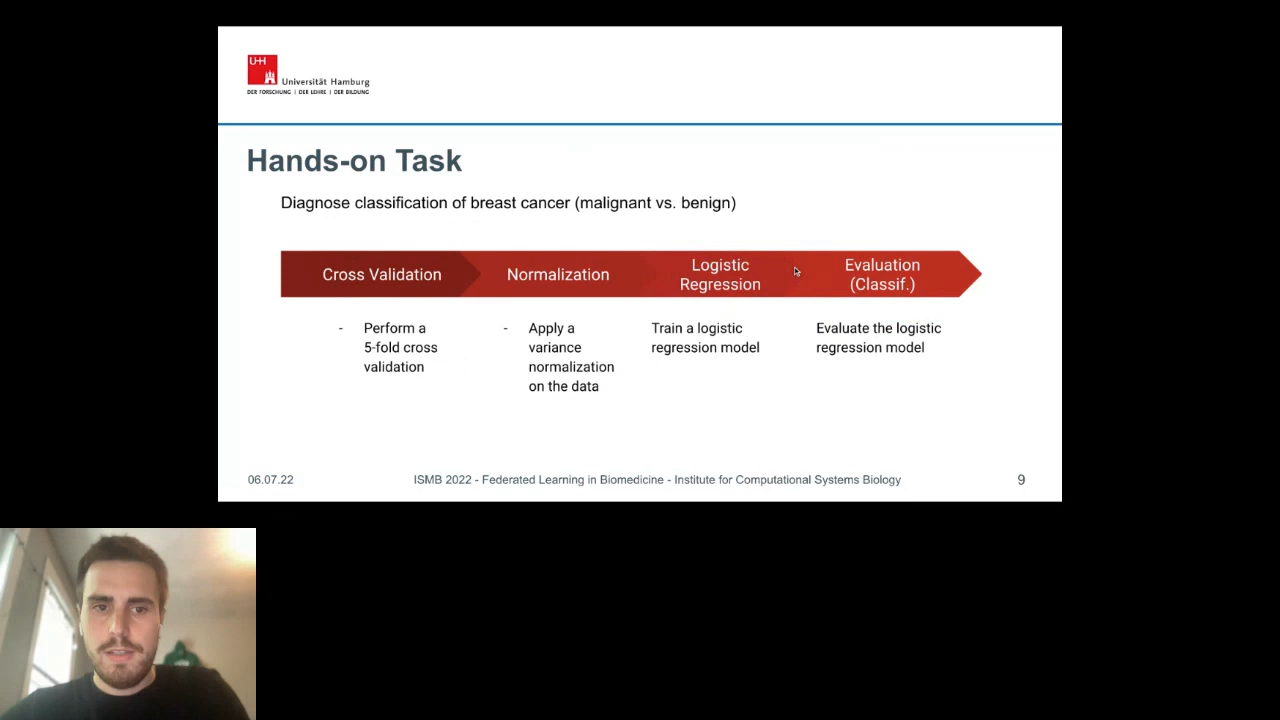 U+H
Universität Hamburg
DER FORSCHUNG | DER LEHRE | DER BILDUNG
Hands-on Task
Diagnose classification of breast cancer (malignant vs. benign)
Cross Validation
Normalization
Logistic
Regression
Evaluation
(Classif.)
- Perform a
5-fold cross
validation
- Apply a
variance
normalization
on the data
Train a logistic
regression model
Evaluate the logistic
regression model
06.07.22
ISMB 2022 - Federated Learning in Biomedicine - Institute for Computational Systems Biology
9